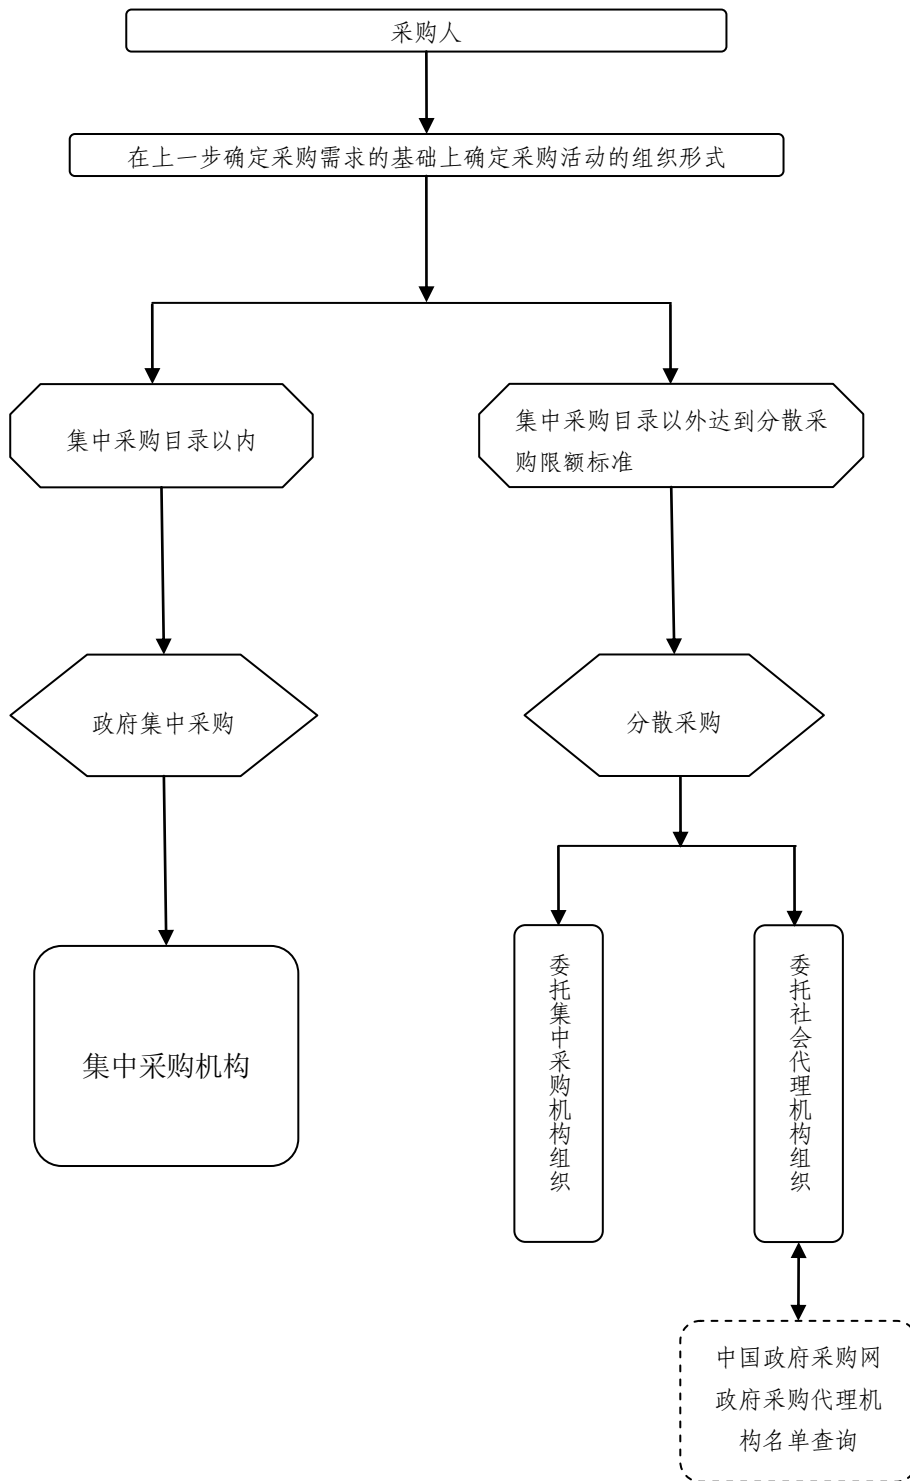 采购人
在上一步确定采购需求的基础上确定采购活动的组织形式
集中采购目录以内
集中采购目录以外达到分散采
购限额标准
政府集中采购
分散采购
集中采购机构
委托集中采购机构组织
委托社会代理机构组织
中国政府采购网
政府采购代理机
构名单查询